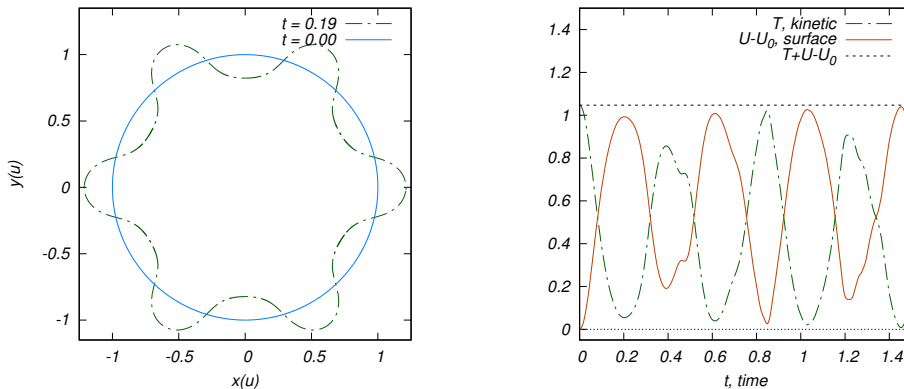 t = 0.19
t = 0.00
1
0.5
0
-0.5
-1
y(u)
-1 -0.5 0 0.5 1
x(u)
T, kinetic
U-U0, surface
T+U-U0
1.4
1.2
1
0.8
0.6
0.4
0.2
0
0 0.2 0.4 0.6 0.8 1 1.2 1.4
t, time